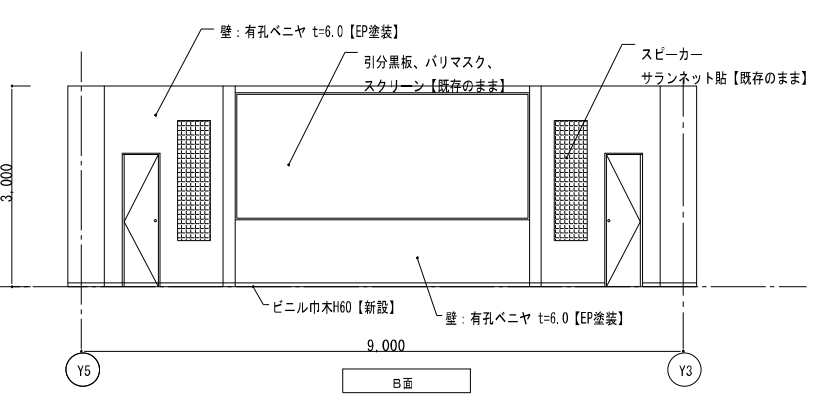 壁：有孔ベニヤ t=6.0【EP塗装】
引分黒板、バリマスク、
スクリーン【既存のまま】
スピーカー
サランネット貼【既存のまま】
3,000
ビニル巾木H60【新設】
壁：有孔ベニヤ t=6.0【EP塗装】
9,000
Y5
Y3
B面